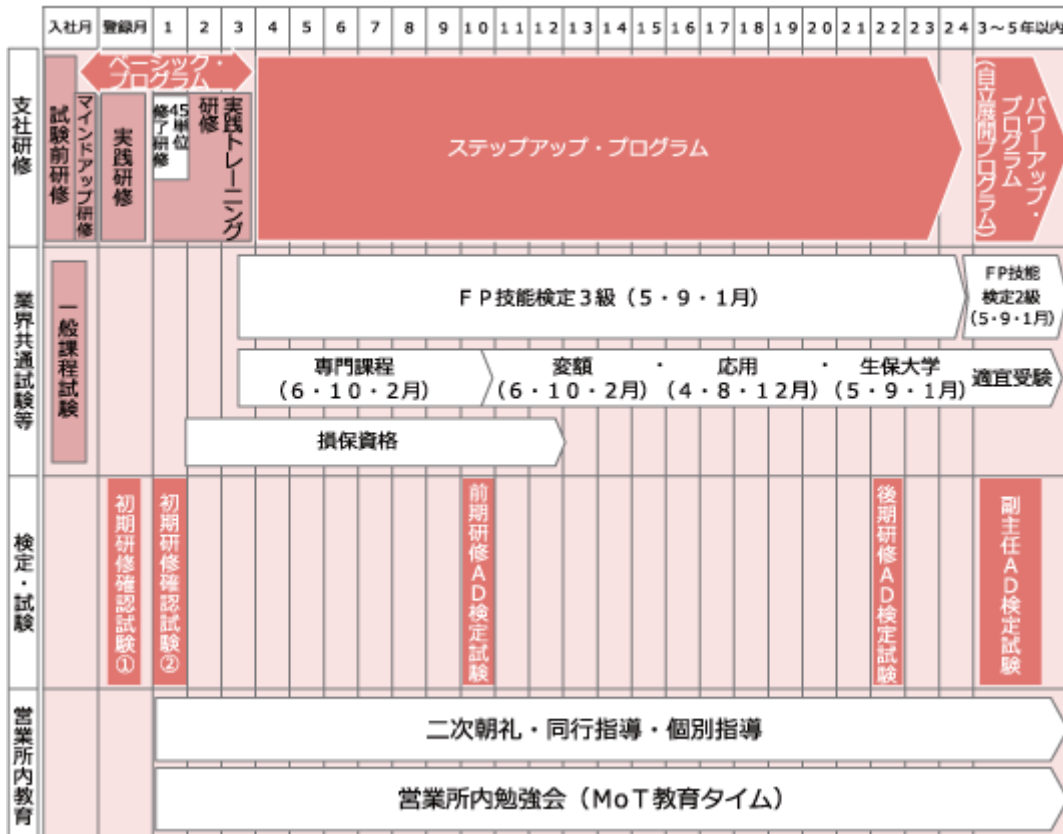 入社月 登録月 1 2 3 4 5 6 7 8 9 10 11 12 13 14 15 16 17 18 19 20 21 22 23 24 3～5年以内
支社研修
試験前研修
マインドアップ研修
ベーシック・
プログラム
実践研修
45単位
修了研修
実践トレーニング
研修
ステップアップ・プログラム
パワーアップ・
プログラム
(自立展開プログラム)
業界共通試験等
一般課程試験
FP技能検定3級(5・9・1月)
FP技能
検定2級
(5・9・1月)
専門課程
(6・10・2月)
変額 ・ 応用 ・ 生保大学
(6・10・2月) (4・8・12月) (5・9・1月)
適宜受験
損保資格
検定・試験
初期研修確認試験①
初期研修確認試験②
前期研修AD検定試験
後期研修AD検定試験
副主任AD検定試験
営業所内教育
二次朝礼・同行指導・個別指導
営業所内勉強会(MoT教育タイム)